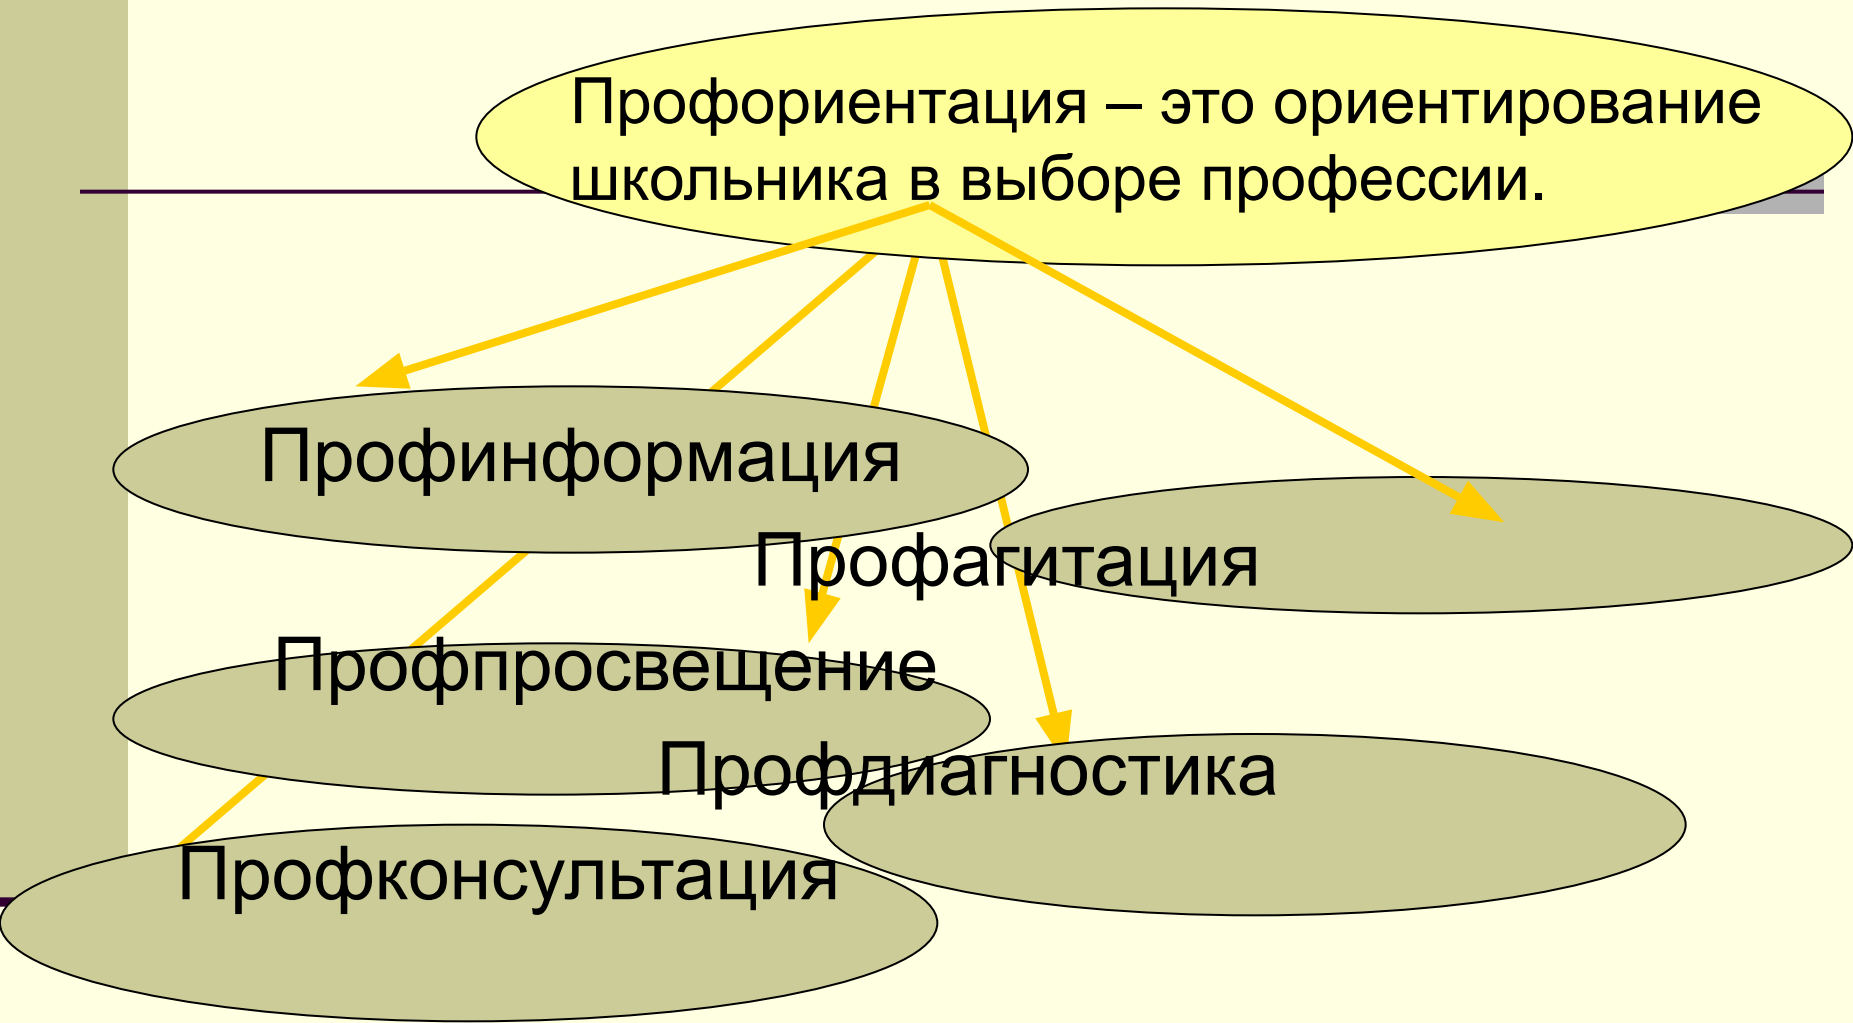 Профориентация – это ориентирование
школьника в выборе профессии.
Профинформация
Профагитация
Профпросвещение
Профдиагностика
Профконсультация